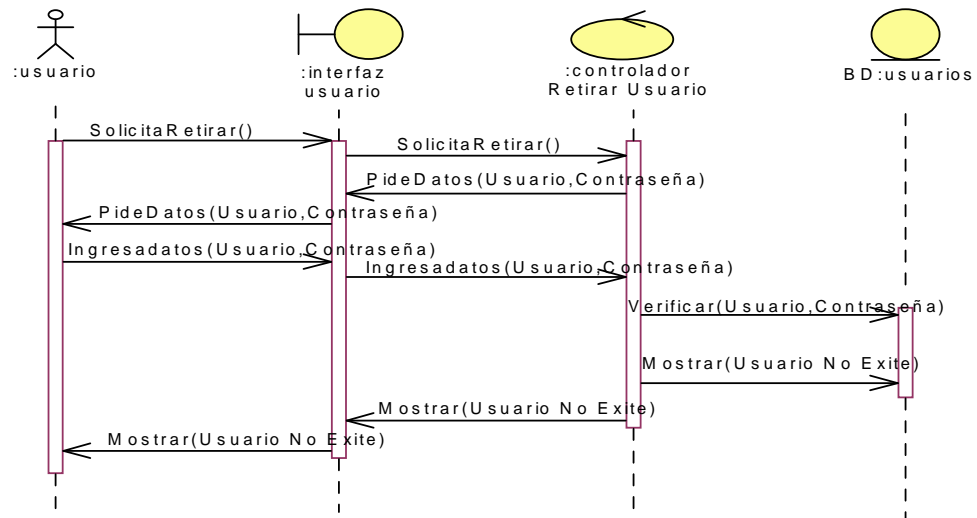 :usuario
:interfaz
usuario
:controlador
Retirar Usuario
BD:usuarios
SolicitaRetirar()
SolicitaRetirar()
PideDatos(Usuario,Contraseña)
PideDatos(Usuario,Contraseña)
Ingresadatos(Usuario,Contraseña)
Ingresadatos(Usuario,Contraseña)
Verificar(Usuario,Contraseña)
Mostrar(Usuario No Exite)
Mostrar(Usuario No Exite)
Mostrar(Usuario No Exite)